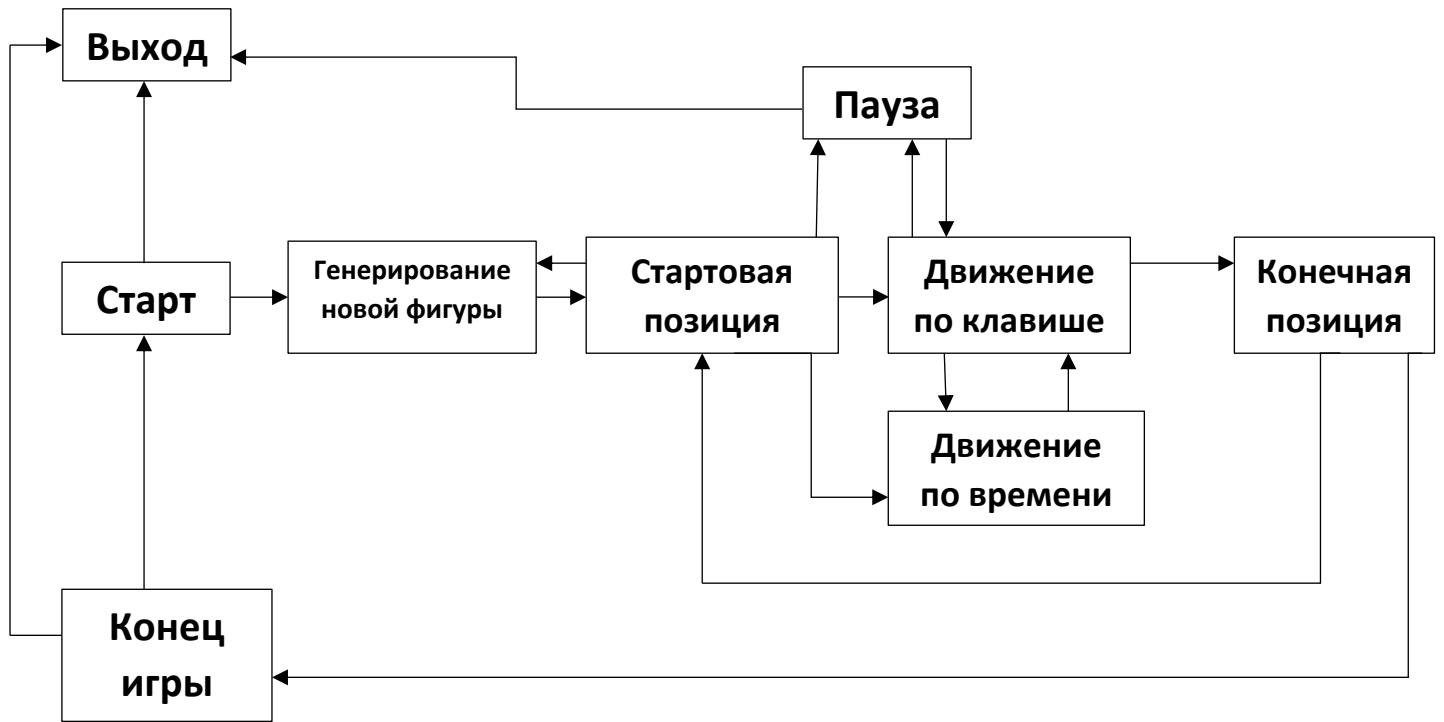 Выход
Пауза
Старт
Генерирование
новой фигуры
Стартовая
позиция
Движение
по клавише
Конечная
позиция
Движение
по времени
Конец
игры